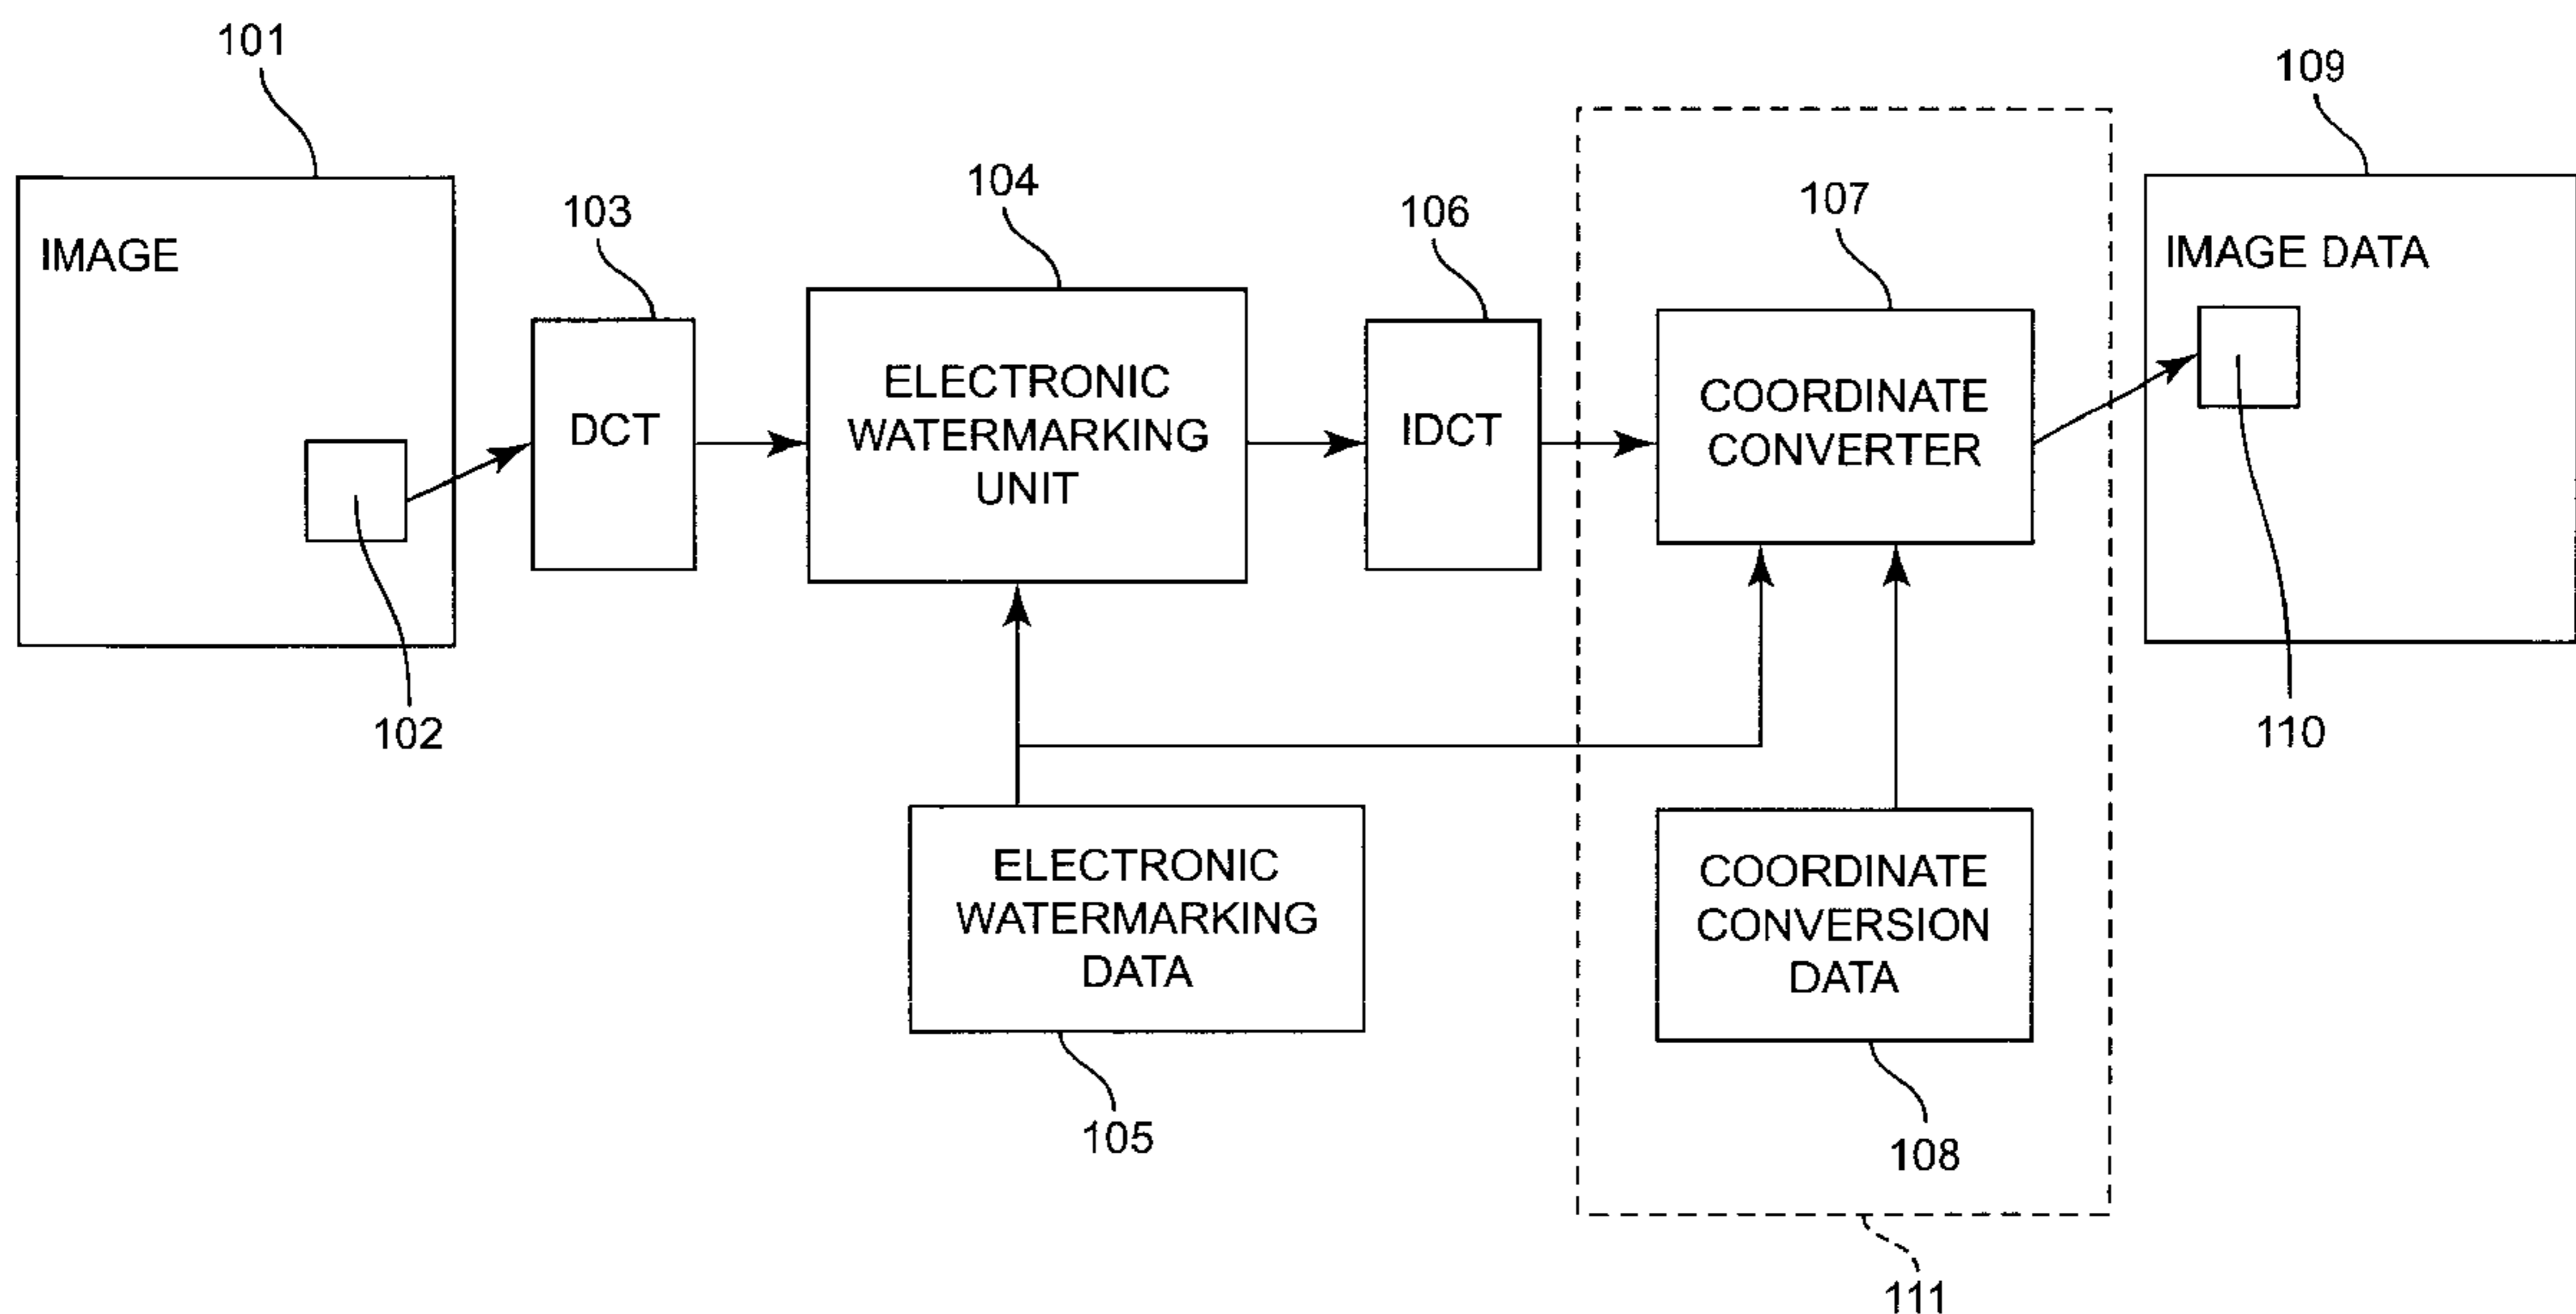 101
109
104
107
103
106
IMAGE
IMAGE DATA
DCT
ELECTRONIC
WATERMARKING
UNIT
IDCT
COORDINATE
CONVERTER
102
110
ELECTRONIC
WATERMARKING
DATA
COORDINATE
CONVERSION
DATA
105
108
111